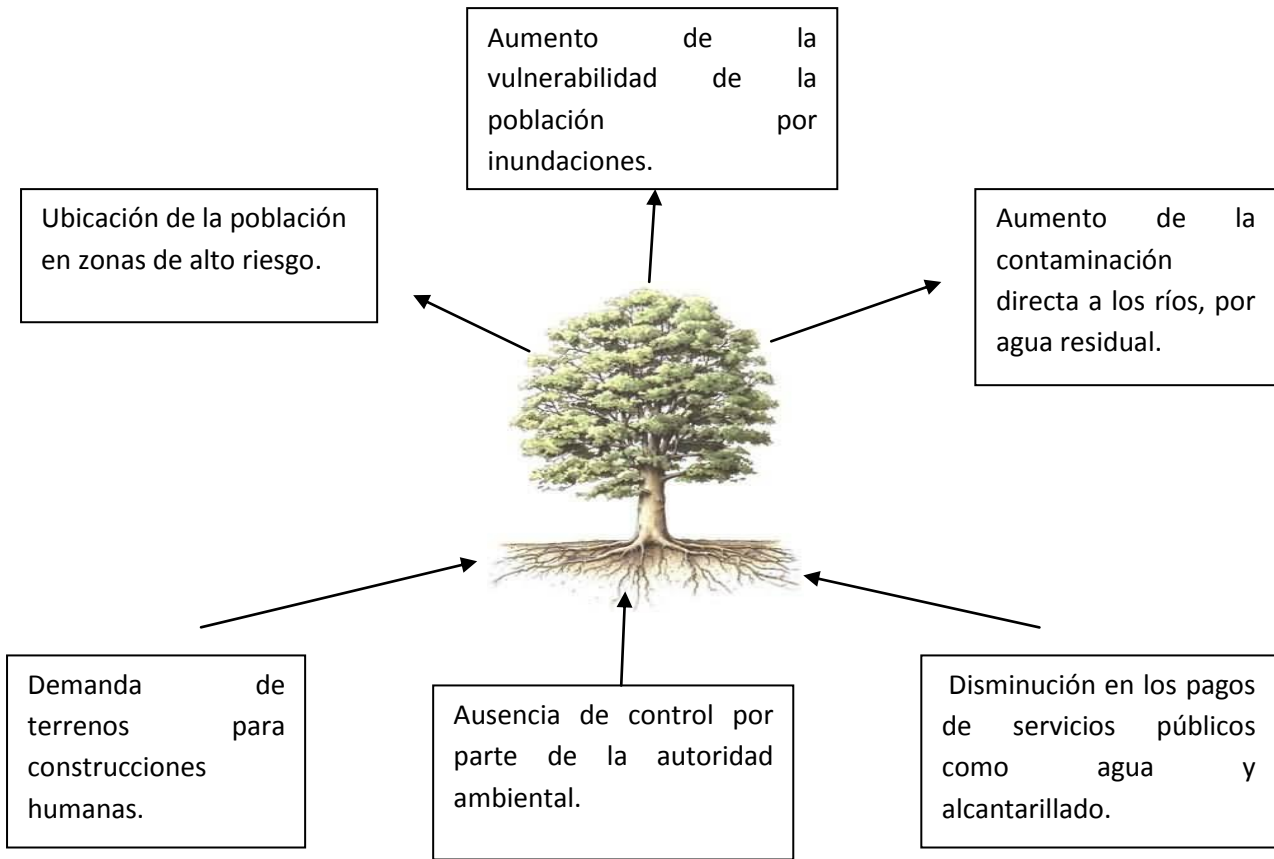 Aumento de la
vulnerabilidad de la
población por
inundaciones.
Ubicación de la población
en zonas de alto riesgo.
Aumento de la
contaminación
directa a los ríos, por
agua residual.
Demanda de
terrenos para
construcciones
humanas.
Ausencia de control por
parte de la autoridad
ambiental.
Disminución en los pagos
de servicios públicos
como agua y
alcantarillado.